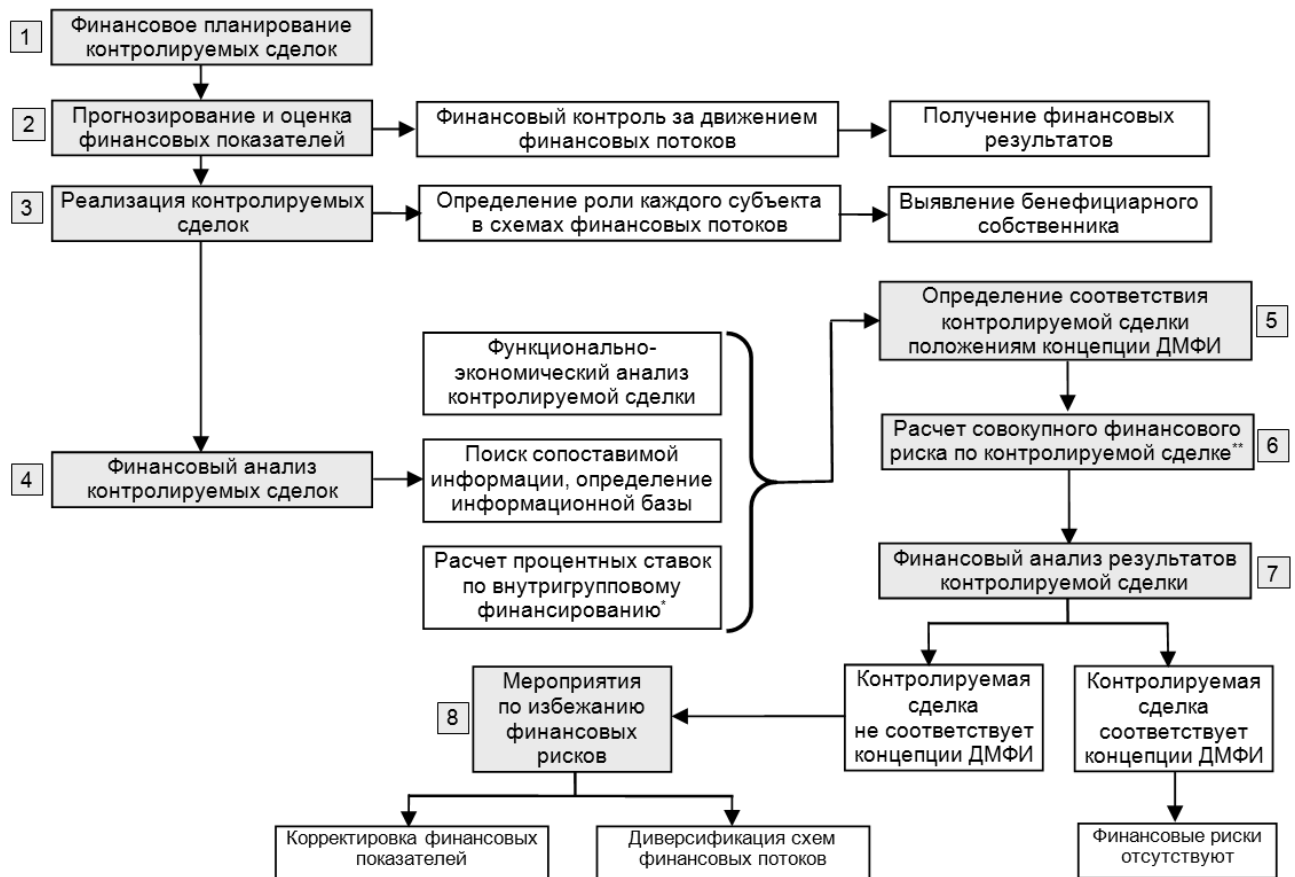 1
Финансовое планирование
контролируемых сделок
2
Прогнозирование и оценка
финансовых показателей
Финансовый контроль за движением
финансовых потоков
Получение финансовых
результатов
3
Реализация контролируемых
сделок
Определение роли каждого субъекта
в схемах финансовых потоков
Выявление бенефициарного
собственника
4
Финансовый анализ
контролируемых сделок
Функционально-
экономический анализ
контролируемой сделки
Поиск сопоставимой
информации, определение
информационной базы
Расчет процентных ставок
по внутригрупповому
финансированию*
Определение соответствия
контролируемой сделки
положениям концепции ДМФИ
5
Расчет совокупного финансового
риска по контролируемой сделке**
6
Финансовый анализ результатов
контролируемой сделки
7
Контролируемая
сделка
не соответствует
концепции ДМФИ
Контролируемая
сделка
соответствует
концепции ДМФИ
8
Мероприятия
по избежанию
финансовых
рисков
Корректировка финансовых
показателей
Диверсификация схем
финансовых потоков
Финансовые риски
отсутствуют